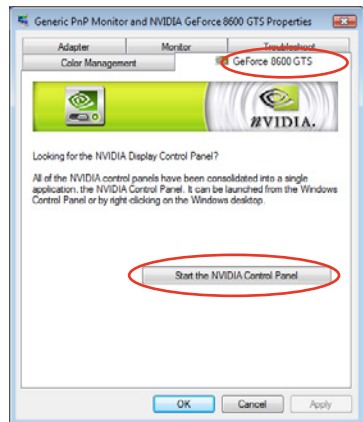 Generic PnP Monitor and NVIDIA GeForce 8600 GTS Properties
Adapter Monitor Troubleshoot
Color Management GeForce 8600 GTS
nVIDIA.
Looking for the NVIDIA Display Control Panel?
All of the NVIDIA control panels have been consolidated into a single
application, the NVIDIA Control Panel. It can be launched from the Windows
Control Panel or by right clicking on the Windows desktop.
Start the NVIDIA Control Panel
OK Cancel Apply